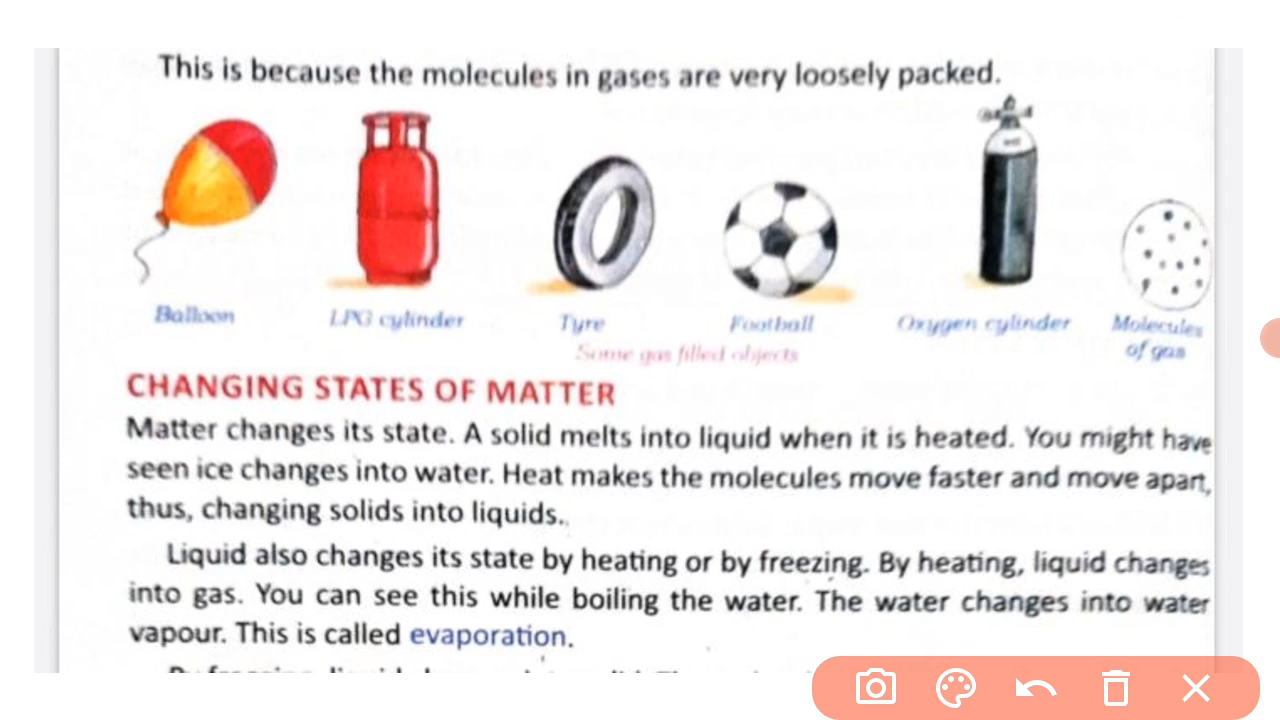 This is because the molecules in gases are very loosely packed.
Balloon LPG cylinder Tyre Football Oxygen cylinder Molecules of gas
Some gas filled objects
CHANGING STATES OF MATTER
Matter changes its state. A solid melts into liquid when it is heated. You might have
seen ice changes into water. Heat makes the molecules move faster and move apart,
thus, changing solids into liquids.
Liquid also changes its state by heating or by freezing. By heating, liquid changes
into gas. You can see this while boiling the water. The water changes into water
vapour. This is called evaporation.